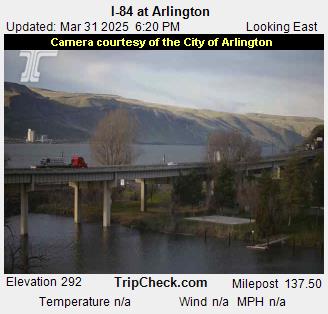 I-84 at Arlington
Updated: Mar 31 2025 6:20 PM Looking East
Camera courtesy of the City of Arlington
Elevation 292 TripCheck.com Milepost 137.50
Temperature n/a Wind n/a MPH n/a